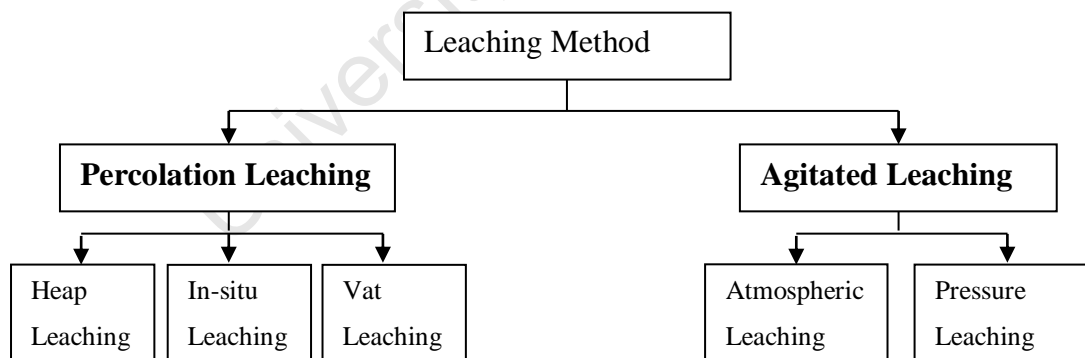 Leaching Method
Percolation Leaching
Agitated Leaching
Heap
Leaching
In-situ
Leaching
Vat
Leaching
Atmospheric
Leaching
Pressure
Leaching